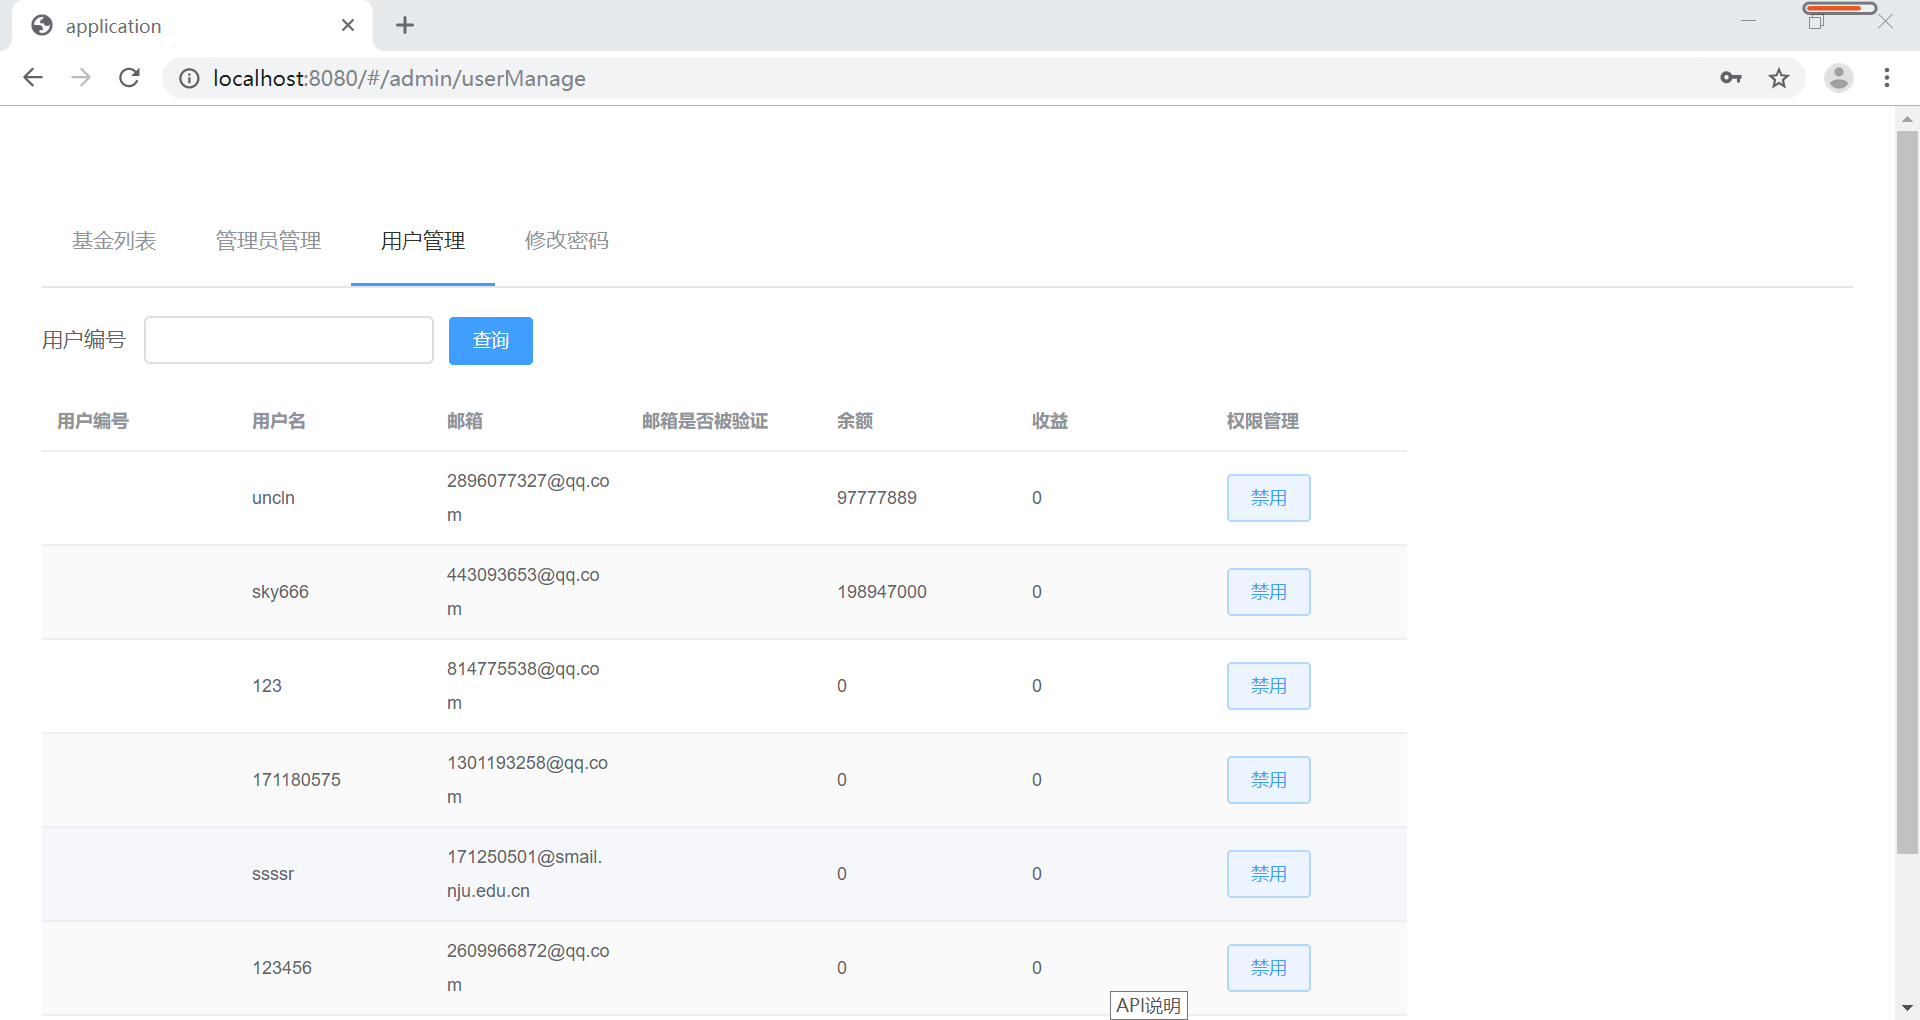 application
localhost:8080/#/admin/userManage
基金列表 管理员管理 用户管理 修改密码
用户编号 查询
用户编号 用户名 邮箱 邮箱是否被验证 余额 收益 权限管理
uncln 2896077327@qq.co 97777889 0 禁用
m
sky666 443093653@qq.co 198947000 0 禁用
m
123 814775538@qq.co 0 0 禁用
m
171180575 1301193258@qq.co 0 0 禁用
m
ssssr 171250501@smail. 0 0 禁用
nju.edu.cn
123456 2609966872@qq.co 0 0 禁用
m
API说明